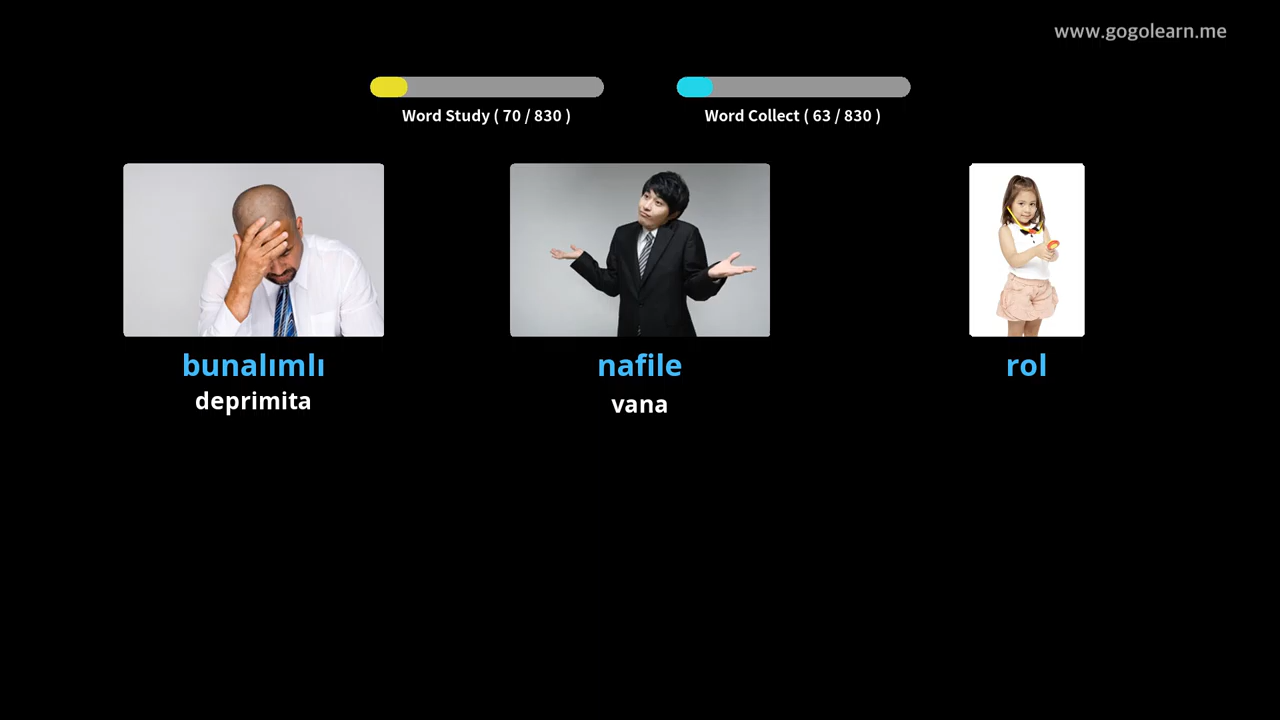 www.gogolearn.me
Word Study ( 70 / 830 )
Word Collect ( 63 / 830 )
bunalımlı
deprimita
nafile
vana
rol